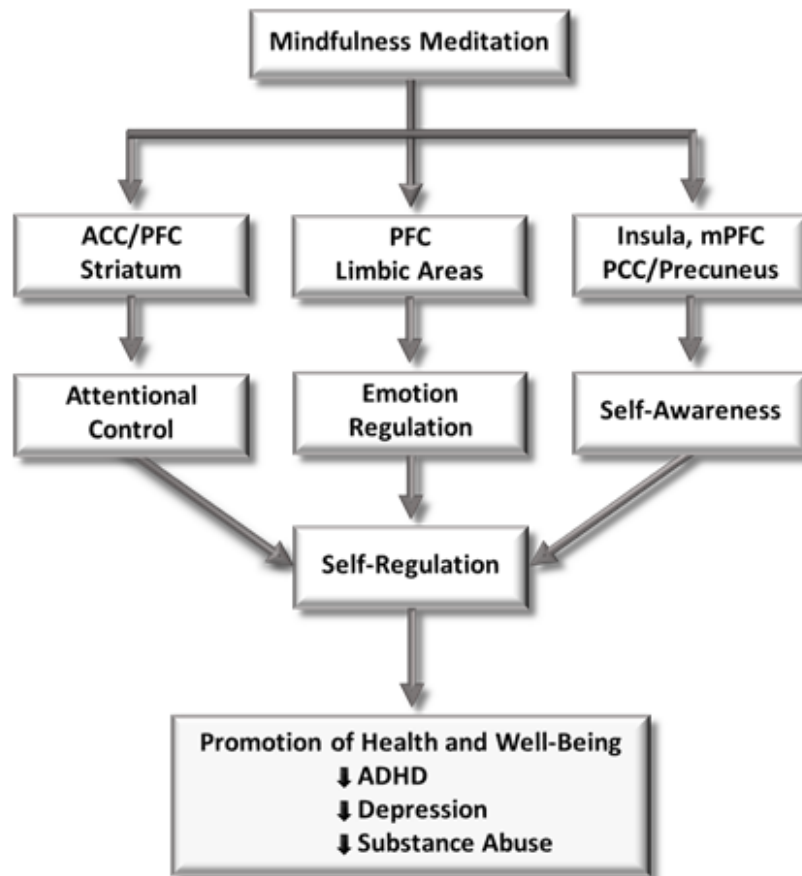 Mindfulness Meditation
ACC/PFC
Striatum
PFC
Limbic Areas
Insula, mPFC
PCC/Precuneus
Attentional
Control
Emotion
Regulation
Self-Awareness
Self-Regulation
Promotion of Health and Well-Being
⬇ ADHD
⬇ Depression
⬇ Substance Abuse